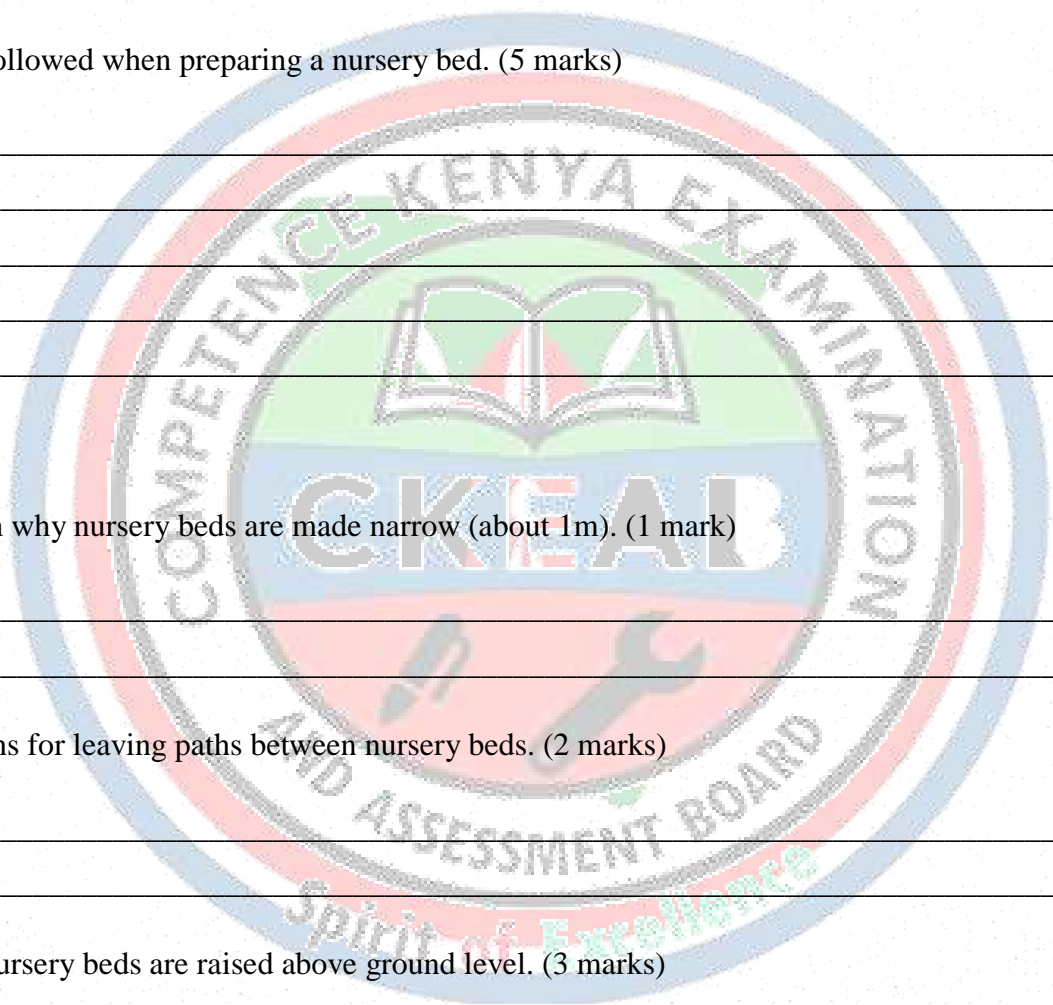 ollowed when preparing a nursery bed. (5 marks)
COMPETENCE KENYA EXAMINATION
CKEAB
why nursery beds are made narrow (about 1m). (1 mark)
ns for leaving paths between nursery beds. (2 marks)
AND ASSESSMENT BOARD
Spirit of Excellence
ursery beds are raised above ground level. (3 marks)